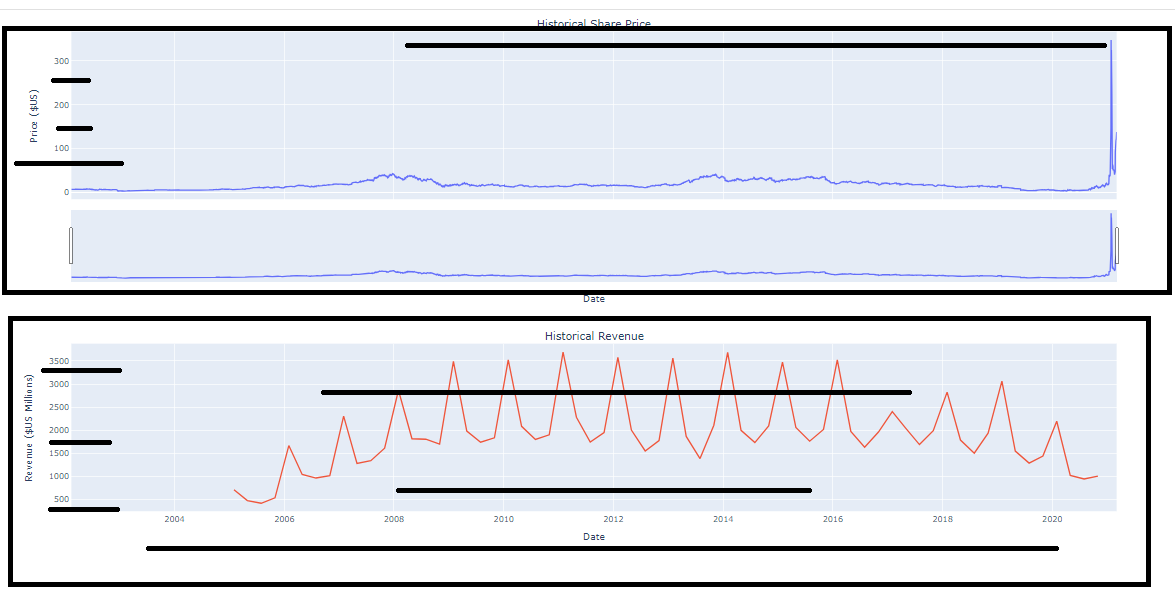 Historical Share Price
300
200
100
0
Price ($US)
Date
Historical Revenue
3500
3000
2500
2000
1500
1000
500
Revenue ($US Millions)
2004 2006 2008 2010 2012 2014 2016 2018 2020
Date